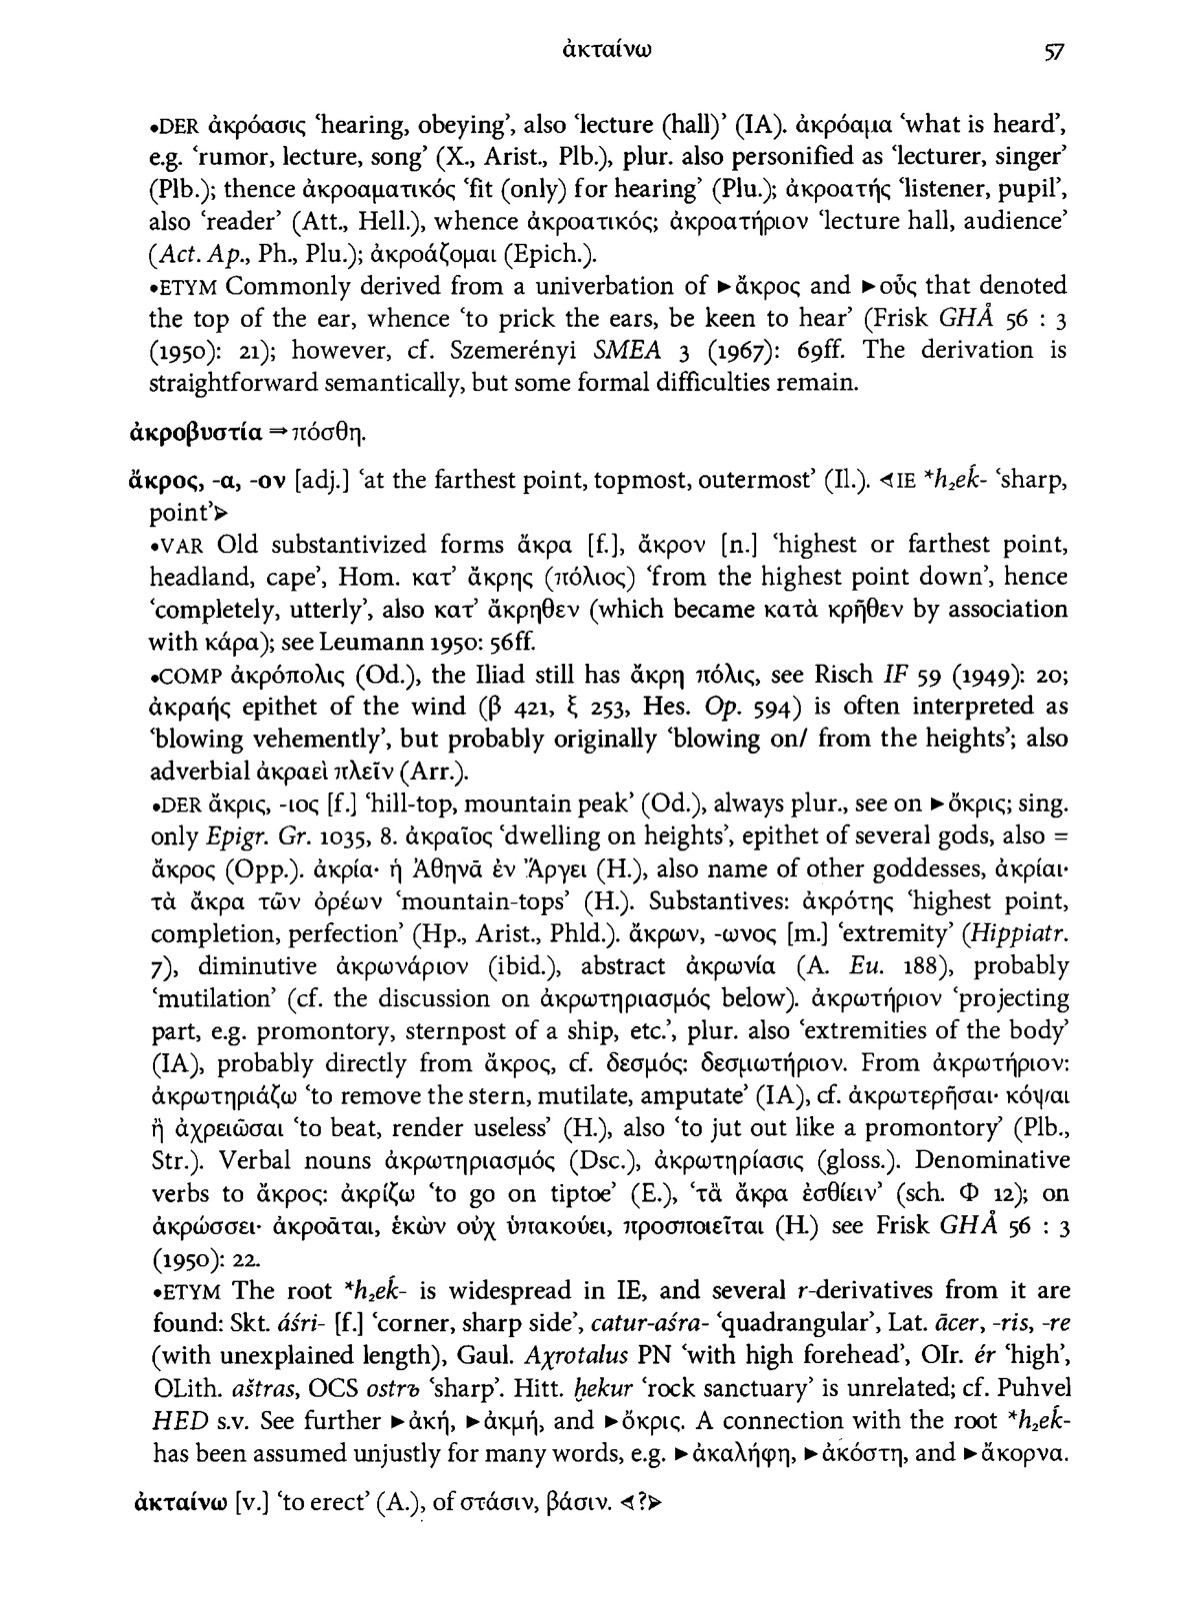 ἀκταίνω 57
•DER ἀκρόασις ‘hearing, obeying’, also ‘lecture (hall)’ (IA). ἀκρόαμα ‘what is heard’,
e.g. ‘rumor, lecture, song’ (X., Arist., Plb.), plur. also personified as ‘lecturer, singer’
(Plb.); thence ἀκροαματικός ‘fit (only) for hearing’ (Plu.); ἀκροατής ‘listener, pupil’,
also ‘reader’ (Att., Hell.), whence ἀκροατικός; ἀκροατήριον ‘lecture hall, audience’
(Act. Ap., Ph., Plu.); ἀκροάζομαι (Epich.).
•ETYM Commonly derived from a univerbation of ►ἄκρος and ►οὖς that denoted
the top of the ear, whence ‘to prick the ears, be keen to hear’ (Frisk GHÅ 56 : 3
(1950): 21); however, cf. Szemerényi SMEA 3 (1967): 69ff. The derivation is
straightforward semantically, but some formal difficulties remain.
ἀκροβυστία ⇒ πόσθη.
ἄκρος, -α, -ον [adj.] ‘at the farthest point, topmost, outermost’ (Il.). ⋖IE *h₂eḱ- ‘sharp,
point’⋗
•VAR Old substantivized forms ἄκρα [f.], ἄκρον [n.] ‘highest or farthest point,
headland, cape’, Hom. κατ’ ἄκρης (πόλιος) ‘from the highest point down’, hence
‘completely, utterly’, also κατ’ ἄκρηθεν (which became κατὰ κρῆθεν by association
with κάρα); see Leumann 1950: 56ff.
•COMP ἀκρόπολις (Od.), the Iliad still has ἄκρη πόλις, see Risch IF 59 (1949): 20;
ἀκραής epithet of the wind (β 421, ξ 253, Hes. Op. 594) is often interpreted as
‘blowing vehemently’, but probably originally ‘blowing on/ from the heights’; also
adverbial ἀκραεὶ πλεῖν (Arr.).
•DER ἄκρις, -ιος [f.] ‘hill-top, mountain peak’ (Od.), always plur., see on ►ὄκρις; sing.
only Epigr. Gr. 1035, 8. ἀκραῖος ‘dwelling on heights’, epithet of several gods, also =
ἄκρος (Opp.). ἀκρία· ἡ Ἀθηνᾶ ἐν Ἄργει (H.), also name of other goddesses, ἀκρίαι·
τὰ ἄκρα τῶν ὀρέων ‘mountain-tops’ (H.). Substantives: ἀκρότης ‘highest point,
completion, perfection’ (Hp., Arist., Phld.). ἄκρων, -ωνος [m.] ‘extremity’ (Hippiatr.
7), diminutive ἀκρωνάριον (ibid.), abstract ἀκρωνία (A. Eu. 188), probably
‘mutilation’ (cf. the discussion on ἀκρωτηριασμός below). ἀκρωτήριον ‘projecting
part, e.g. promontory, sternpost of a ship, etc.’, plur. also ‘extremities of the body’
(IA), probably directly from ἄκρος, cf. δεσμός: δεσμωτήριον. From ἀκρωτήριον:
ἀκρωτηριάζω ‘to remove the stern, mutilate, amputate’ (IA), cf. ἀκρωτερῆσαι· κόψαι
ἢ ἀχρειῶσαι ‘to beat, render useless’ (H.), also ‘to jut out like a promontory’ (Plb.,
Str.). Verbal nouns ἀκρωτηριασμός (Dsc.), ἀκρωτηρίασις (gloss.). Denominative
verbs to ἄκρος: ἀκρίζω ‘to go on tiptoe’ (E.), ‘τὰ ἄκρα ἐσθίειν’ (sch. Φ 12); on
ἀκρώσσει· ἀκροᾶται, ἑκὼν οὐχ ὑπακούει, προσποιεῖται (H.) see Frisk GHÅ 56 : 3
(1950): 22.
•ETYM The root *h₂eḱ- is widespread in IE, and several r-derivatives from it are
found: Skt. áśri- [f.] ‘corner, sharp side’, catur-aśra- ‘quadrangular’, Lat. ācer, -ris, -re
(with unexplained length), Gaul. Aχrotalus PN ‘with high forehead’, OIr. ér ‘high’,
OLith. aštras, OCS ostrъ ‘sharp’. Hitt. ḫekur ‘rock sanctuary’ is unrelated; cf. Puhvel
HED s.v. See further ►ἀκή, ►ἀκμή, and ►ὄκρις. A connection with the root *h₂eḱ-
has been assumed unjustly for many words, e.g. ►ἀκαλήφη, ►ἀκόστη, and ►ἄκορνα.
ἀκταίνω [v.] ‘to erect’ (A.), of στάσιν, βάσιν. ⋖?⋗